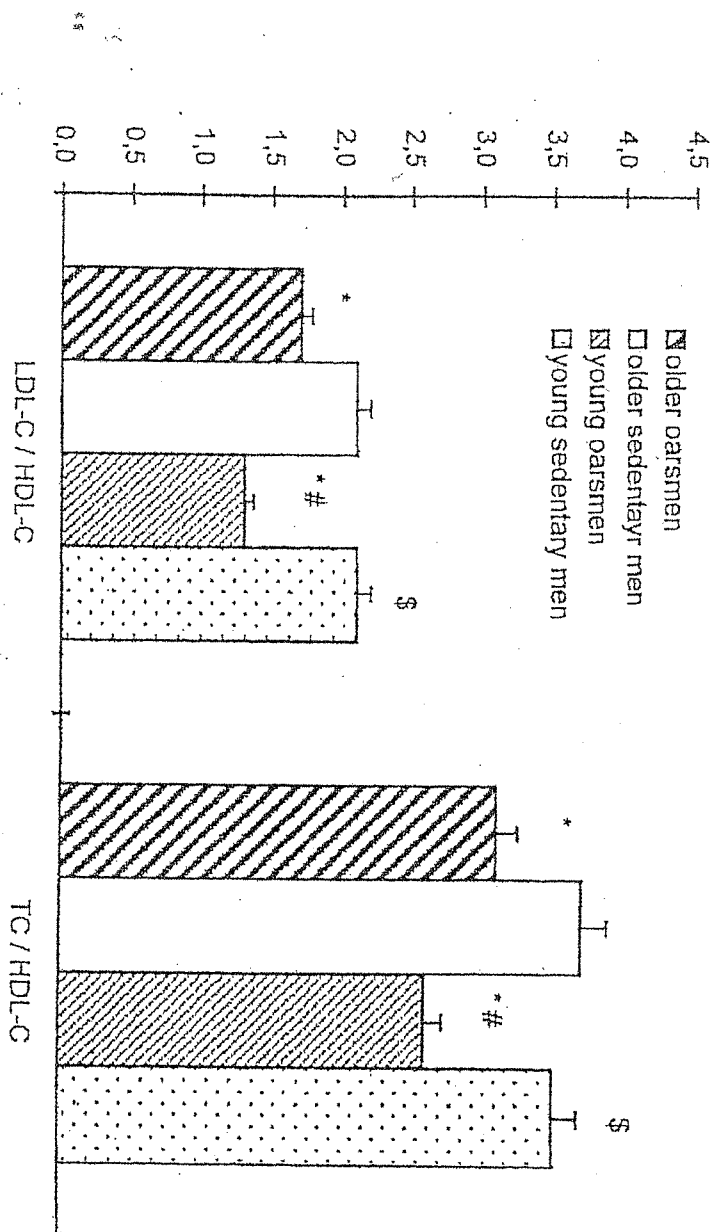 4,5
4,0
3,5
3,0
2,5
2,0
1,5
1,0
0,5
0,0
older oarsmen
older sedentayr men
young oarsmen
young sedentary men
*
*#
$
*
*#
$
LDL-C / HDL-C
TC / HDL-C